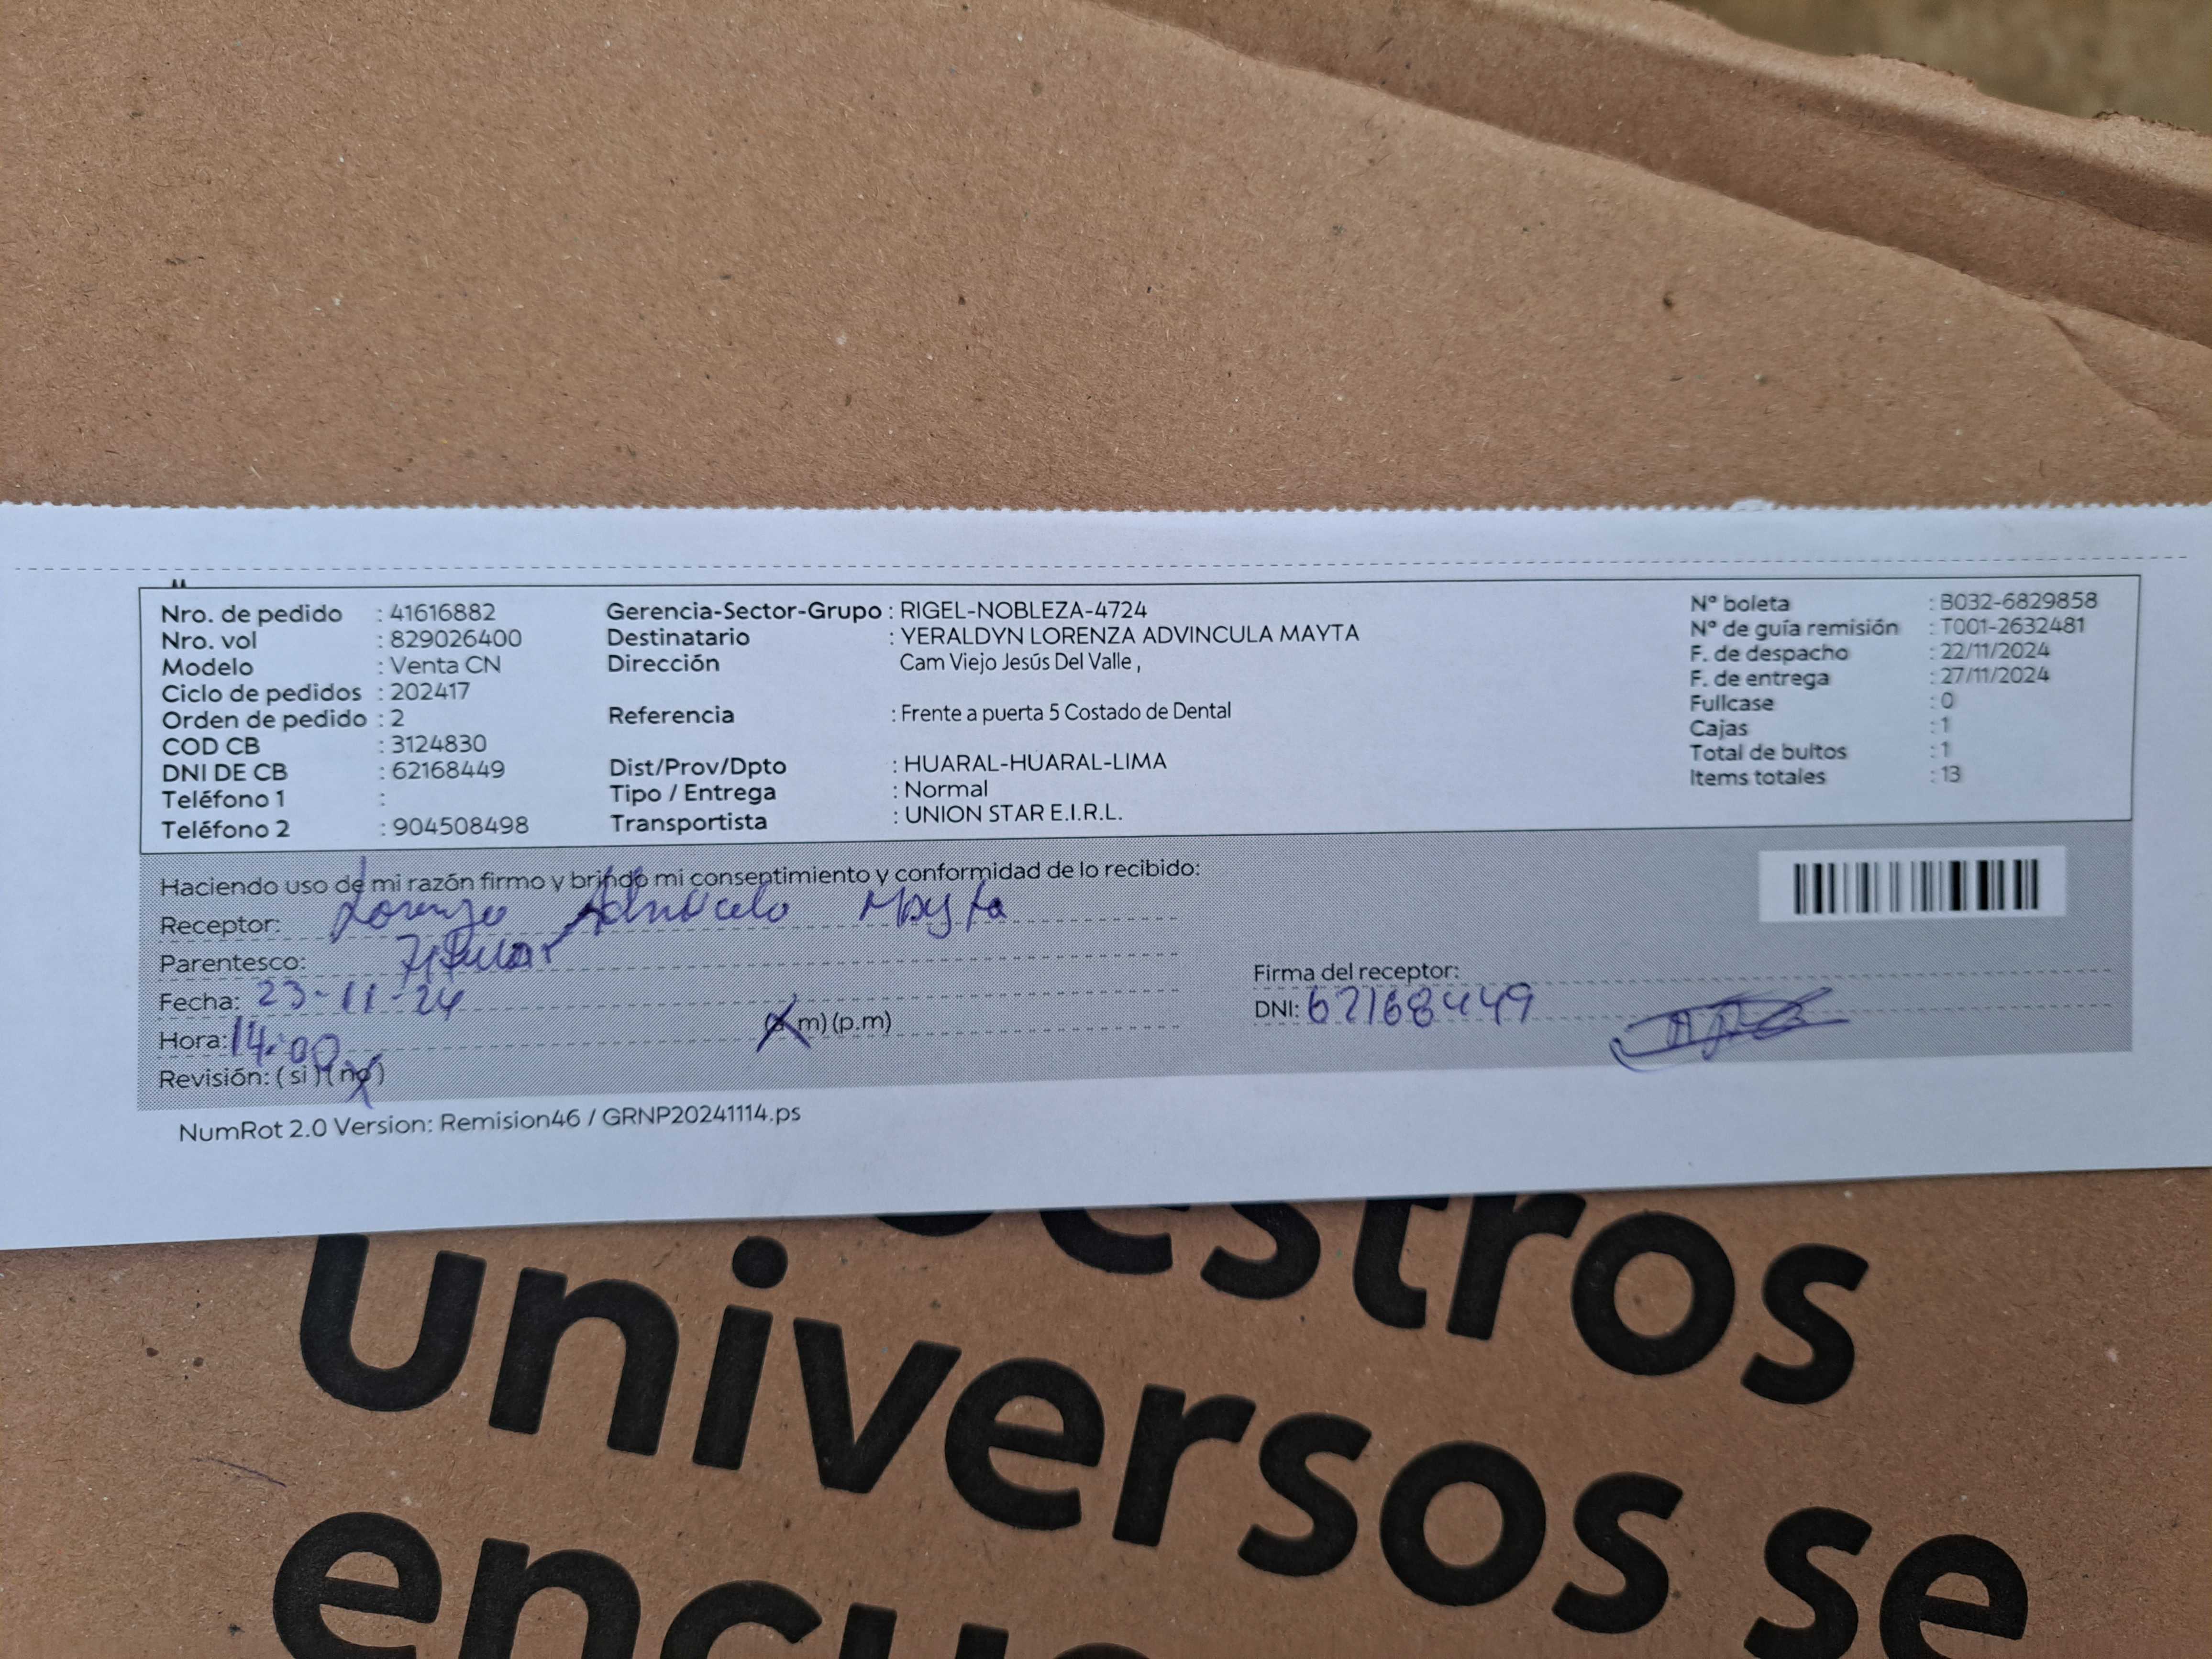 Nro. de pedido : 41616882
Nro. vol : 829026400
Modelo : Venta CN
Ciclo de pedidos : 202417
Orden de pedido : 2
COD CB : 3124830
DNI DE CB : 62168449
Teléfono 1 :
Teléfono 2 : 904508498
Gerencia-Sector-Grupo : RIGEL-NOBLEZA-4724
Destinatario : YERALDYN LORENZA ADVINCULA MAYTA
Dirección Cam Viejo Jesús Del Valle ,
Referencia : Frente a puerta 5 Costado de Dental
Dist/Prov/Dpto : HUARAL-HUARAL-LIMA
Tipo / Entrega : Normal
Transportista : UNION STAR E.I.R.L.
Nº boleta : B032-6829858
Nº de guía remisión : T001-2632481
F. de despacho : 22/11/2024
F. de entrega : 27/11/2024
Fullcase : 0
Cajas : 1
Total de bultos : 1
Items totales : 13
Haciendo uso de mi razón firmo y brindo mi consentimiento y conformidad de lo recibido:
Receptor: Lorenza Advincula Mayta
Parentesco: Titular
Fecha: 23-11-24
Hora: 14:00 (a m) (p.m)
Revisión: ( si ) ( no )
Firma del receptor:
DNI: 62168449
NumRot 2.0 Version: Remision46 / GRNP20241114.ps
estros
universos se